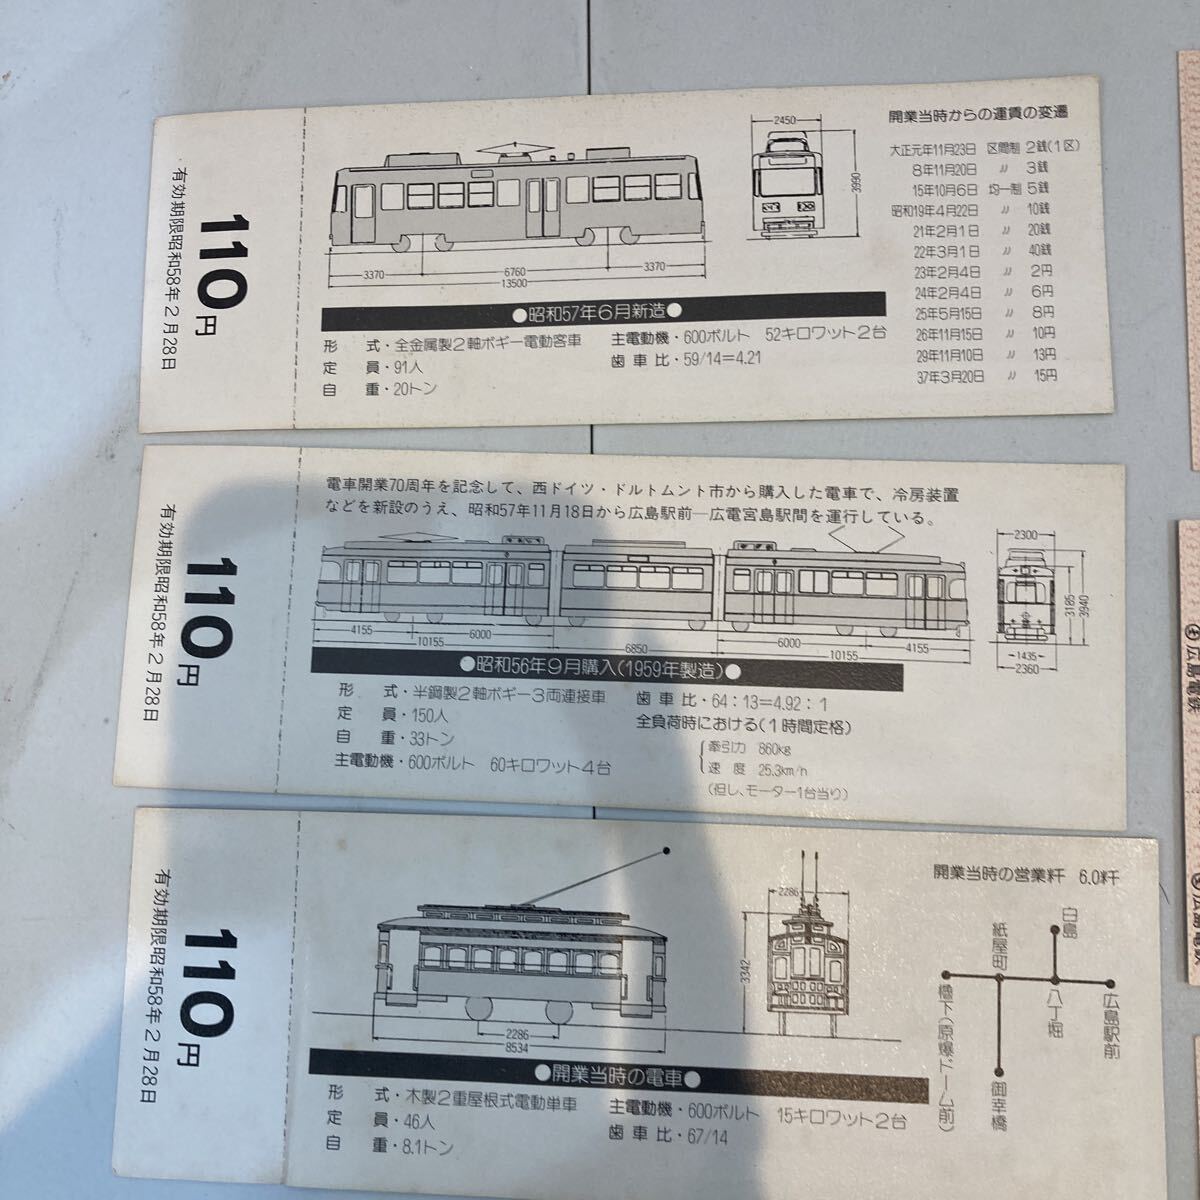 有効期限昭和58年2月28日
110円
2450
3990
3370
6760
3370
13500
●昭和57年6月新造●
形　式・全金属製2軸ボギー電動客車
定　員・91人
自　重・20トン
主電動機・600ボルト　52キロワット2台
歯車比・59/14=4.21
開業当時からの運賃の変遷
大正元年11月23日　区間制　2銭(1区)
8年11月20日　〃　3銭
15年10月6日　均一制　5銭
昭和19年4月22日　〃　10銭
21年2月1日　〃　20銭
22年3月1日　〃　40銭
23年2月4日　〃　2円
24年2月4日　〃　6円
25年5月15日　〃　8円
26年11月15日　〃　10円
29年11月10日　〃　13円
37年3月20日　〃　15円
有効期限昭和58年2月28日
110円
電車開業70周年を記念して、西ドイツ・ドルトムント市から購入した電車で、冷房装置
などを新設のうえ、昭和57年11月18日から広島駅前―広電宮島駅間を運行している。
2300
3185
3940
1435
2360
4155
6000
10155
6850
6000
10155
4155
●昭和56年9月購入(1959年製造)●
形　式・半鋼製2軸ボギー3両連接車
定　員・150人
自　重・33トン
主電動機・600ボルト　60キロワット4台
歯車比・64：13=4.92：1
全負荷時における(1時間定格)
牽引力　860kg
速　度　25.3km/h
(但し、モーター1台当り)
有効期限昭和58年2月28日
110円
2286
3342
2286
8534
●開業当時の電車●
形　式・木製2重屋根式電動単車
定　員・46人
自　重・8.1トン
主電動機・600ボルト　15キロワット2台
歯車比・67/14
開業当時の営業粁　6.0粁
白島
紙屋町
櫓下(原爆ドーム前)
八丁堀
広島駅前
御幸橋
広島電鉄
広島電鉄